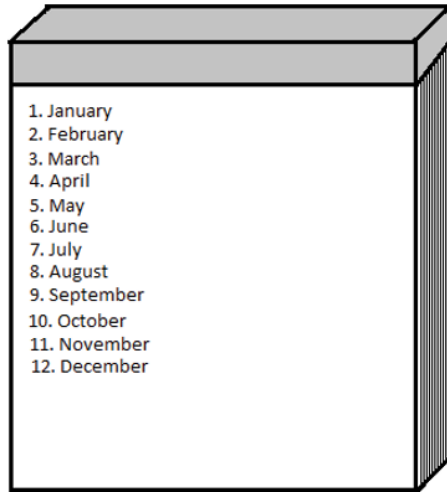 1. January
2. February
3. March
4. April
5. May
6. June
7. July
8. August
9. September
10. October
11. November
12. December